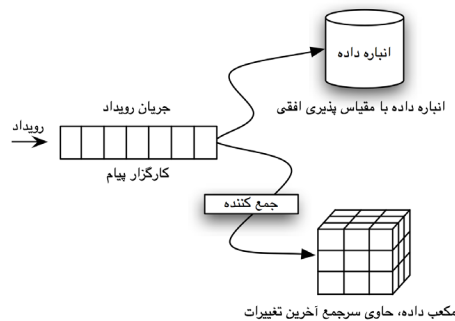 انباره داده
انباره داده با مقیاس پذیری افقی
جریان رویداد
رویداد
کارگزار پیام
جمع کننده
مکعب داده، حاوی سرجمع آخرین تغییرات